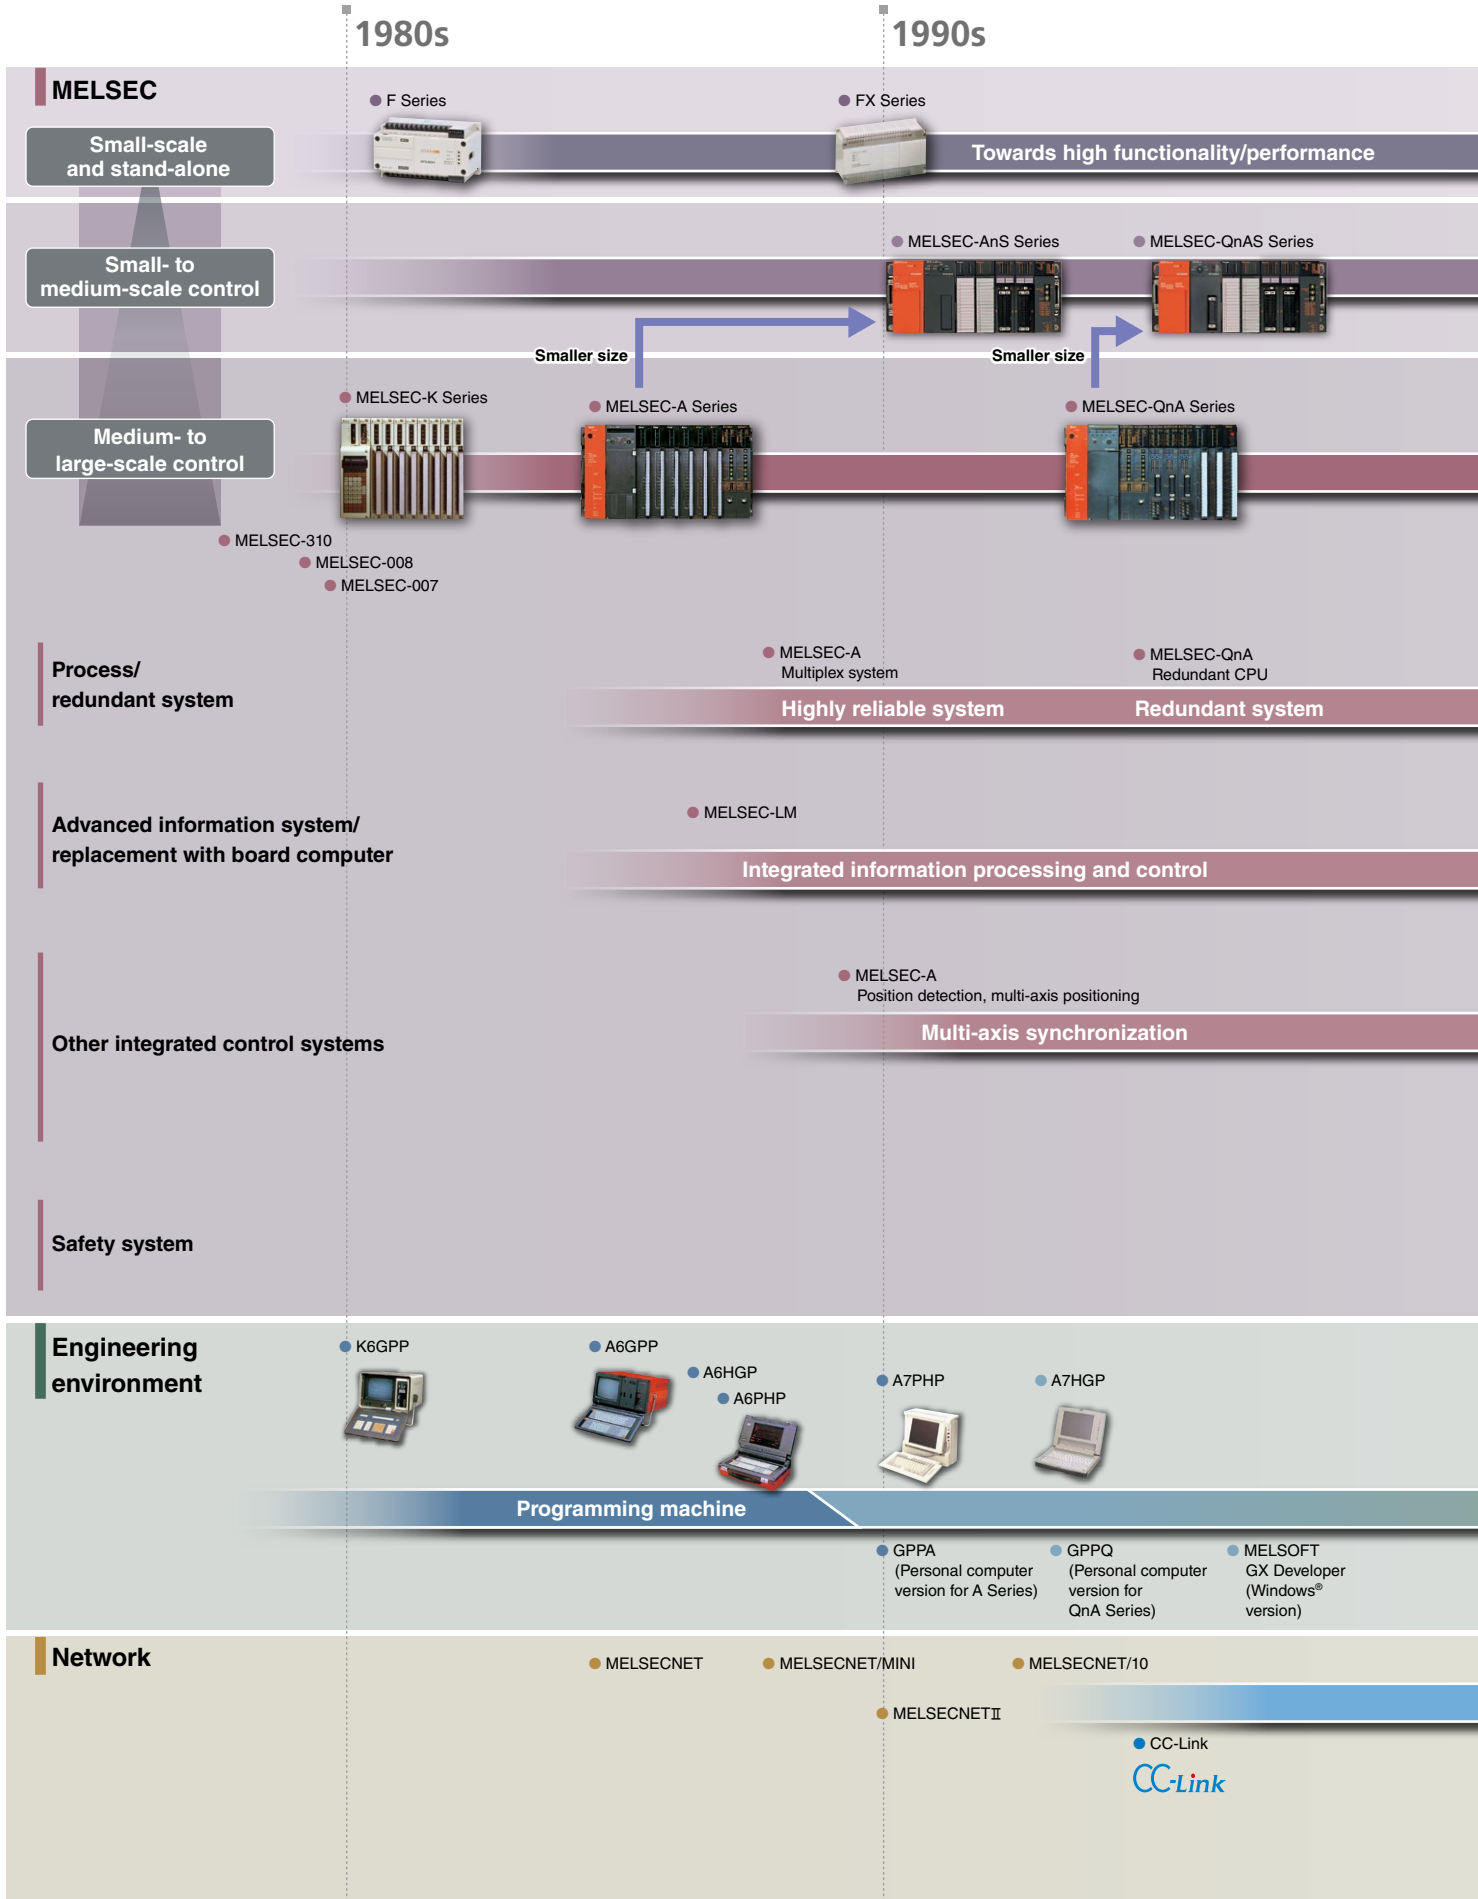 1980s
1990s
MELSEC
F Series
FX Series
Small-scale
and stand-alone
Towards high functionality/performance
MELSEC-AnS Series
MELSEC-QnAS Series
Small- to
medium-scale control
Smaller size
Smaller size
MELSEC-K Series
MELSEC-A Series
MELSEC-QnA Series
Medium- to
large-scale control
MELSEC-310
MELSEC-008
MELSEC-007
Process/
redundant system
MELSEC-A
Multiplex system
MELSEC-QnA
Redundant CPU
Highly reliable system
Redundant system
Advanced information system/
replacement with board computer
MELSEC-LM
Integrated information processing and control
Other integrated control systems
MELSEC-A
Position detection, multi-axis positioning
Multi-axis synchronization
Safety system
Engineering
environment
K6GPP
A6GPP
A6HGP
A6PHP
A7PHP
A7HGP
Programming machine
GPPA
(Personal computer
version for A Series)
GPPQ
(Personal computer
version for
QnA Series)
MELSOFT
GX Developer
(Windows®
version)
Network
MELSECNET
MELSECNET/MINI
MELSECNET/10
MELSECNETⅡ
CC-Link
CC-Link